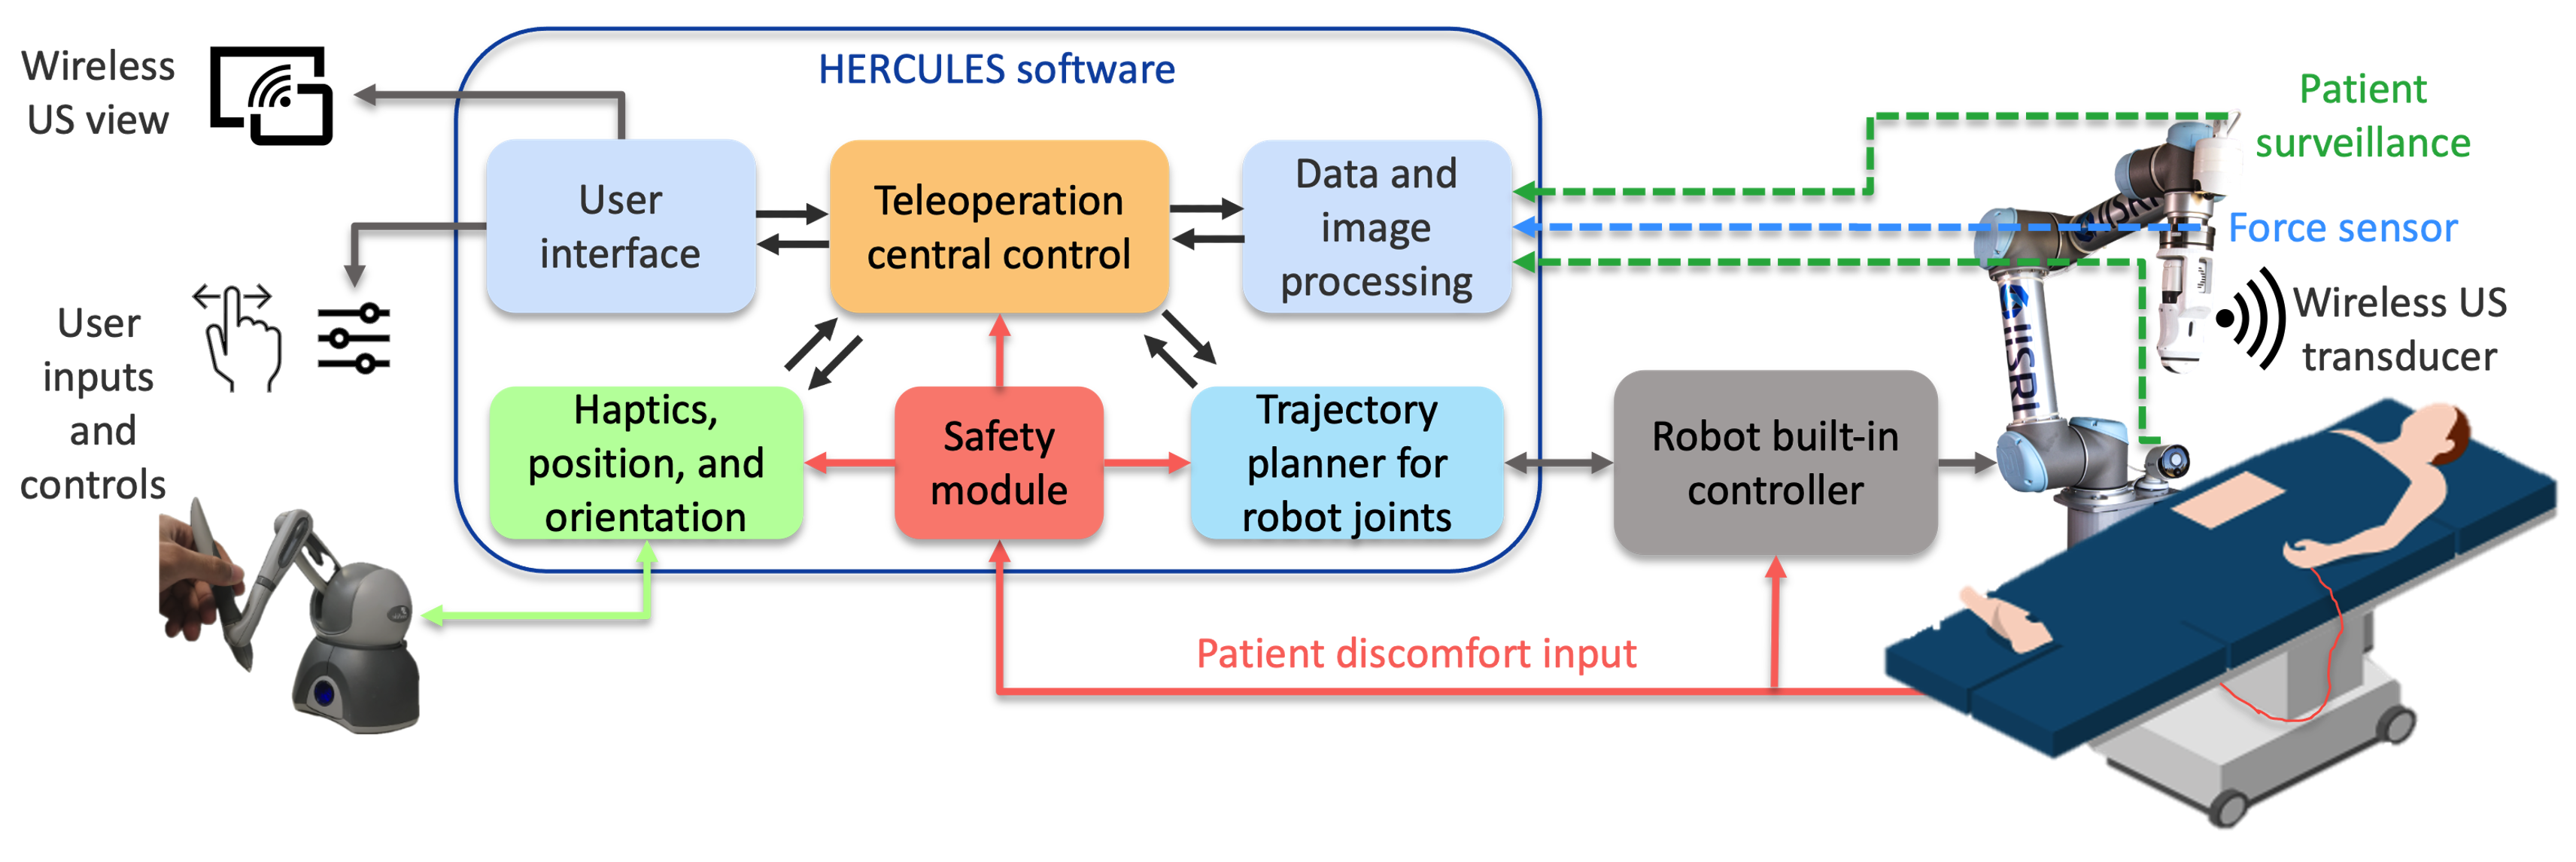 Wireless
US view
HERCULES software
Patient
surveillance
User
interface
Teleoperation
central control
Data and
image
processing
Force sensor
Wireless US
transducer
User
inputs
and
controls
Haptics,
position, and
orientation
Safety
module
Trajectory
planner for
robot joints
Robot built-in
controller
IISRI
IISRI
Patient discomfort input